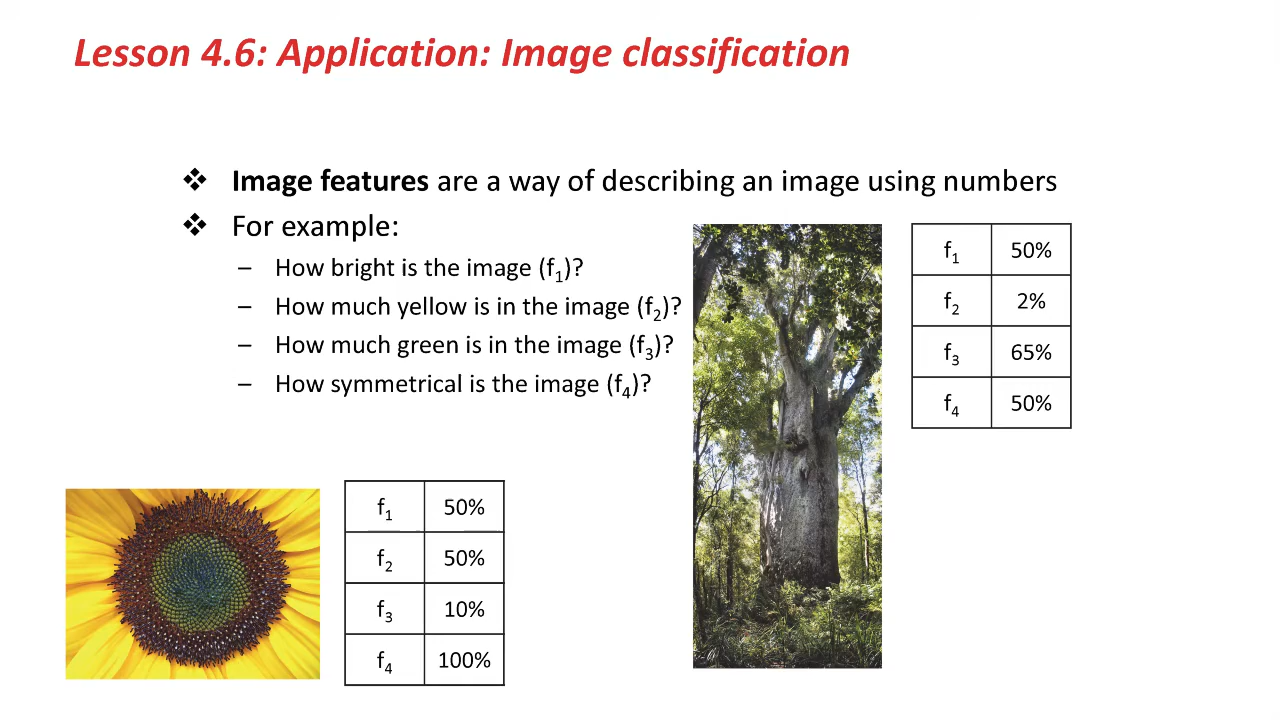 Lesson 4.6: Application: Image classification
❖ Image features are a way of describing an image using numbers
❖ For example:
– How bright is the image (f₁)?
– How much yellow is in the image (f₂)?
– How much green is in the image (f₃)?
– How symmetrical is the image (f₄)?
f₁ 50%
f₂ 2%
f₃ 65%
f₄ 50%
f₁ 50%
f₂ 50%
f₃ 10%
f₄ 100%